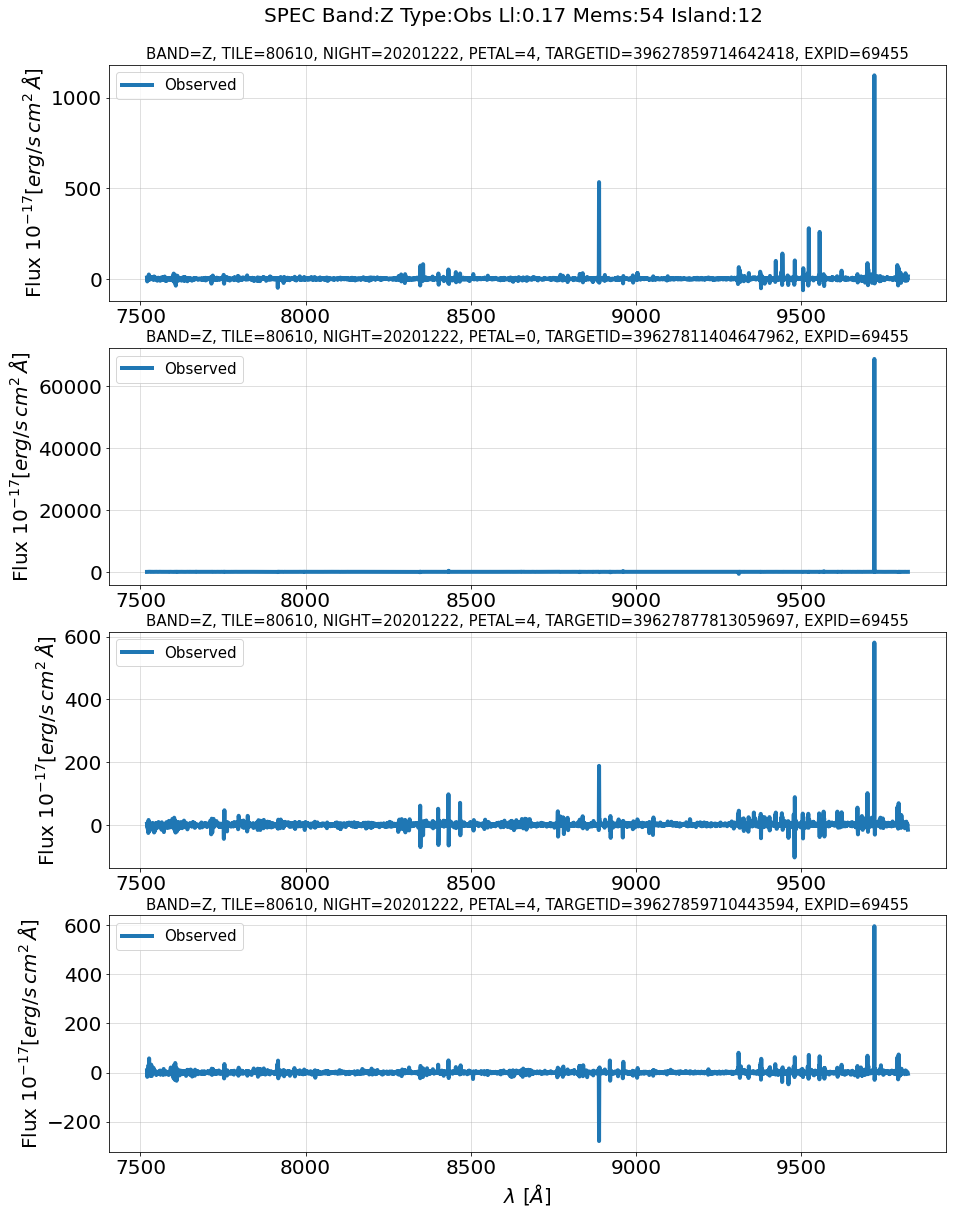 SPEC Band:Z Type:Obs Ll:0.17 Mems:54 Island:12
BAND=Z, TILE=80610, NIGHT=20201222, PETAL=4, TARGETID=39627859714642418, EXPID=69455
Observed
Flux 10^{-17}[erg/s cm^2 Å]
1000
500
0
7500 8000 8500 9000 9500
BAND=Z, TILE=80610, NIGHT=20201222, PETAL=0, TARGETID=39627811404647962, EXPID=69455
Observed
Flux 10^{-17}[erg/s cm^2 Å]
60000
40000
20000
0
7500 8000 8500 9000 9500
BAND=Z, TILE=80610, NIGHT=20201222, PETAL=4, TARGETID=39627877813059697, EXPID=69455
Observed
Flux 10^{-17}[erg/s cm^2 Å]
600
400
200
0
7500 8000 8500 9000 9500
BAND=Z, TILE=80610, NIGHT=20201222, PETAL=4, TARGETID=39627859710443594, EXPID=69455
Observed
Flux 10^{-17}[erg/s cm^2 Å]
600
400
200
0
−200
7500 8000 8500 9000 9500
λ [Å]